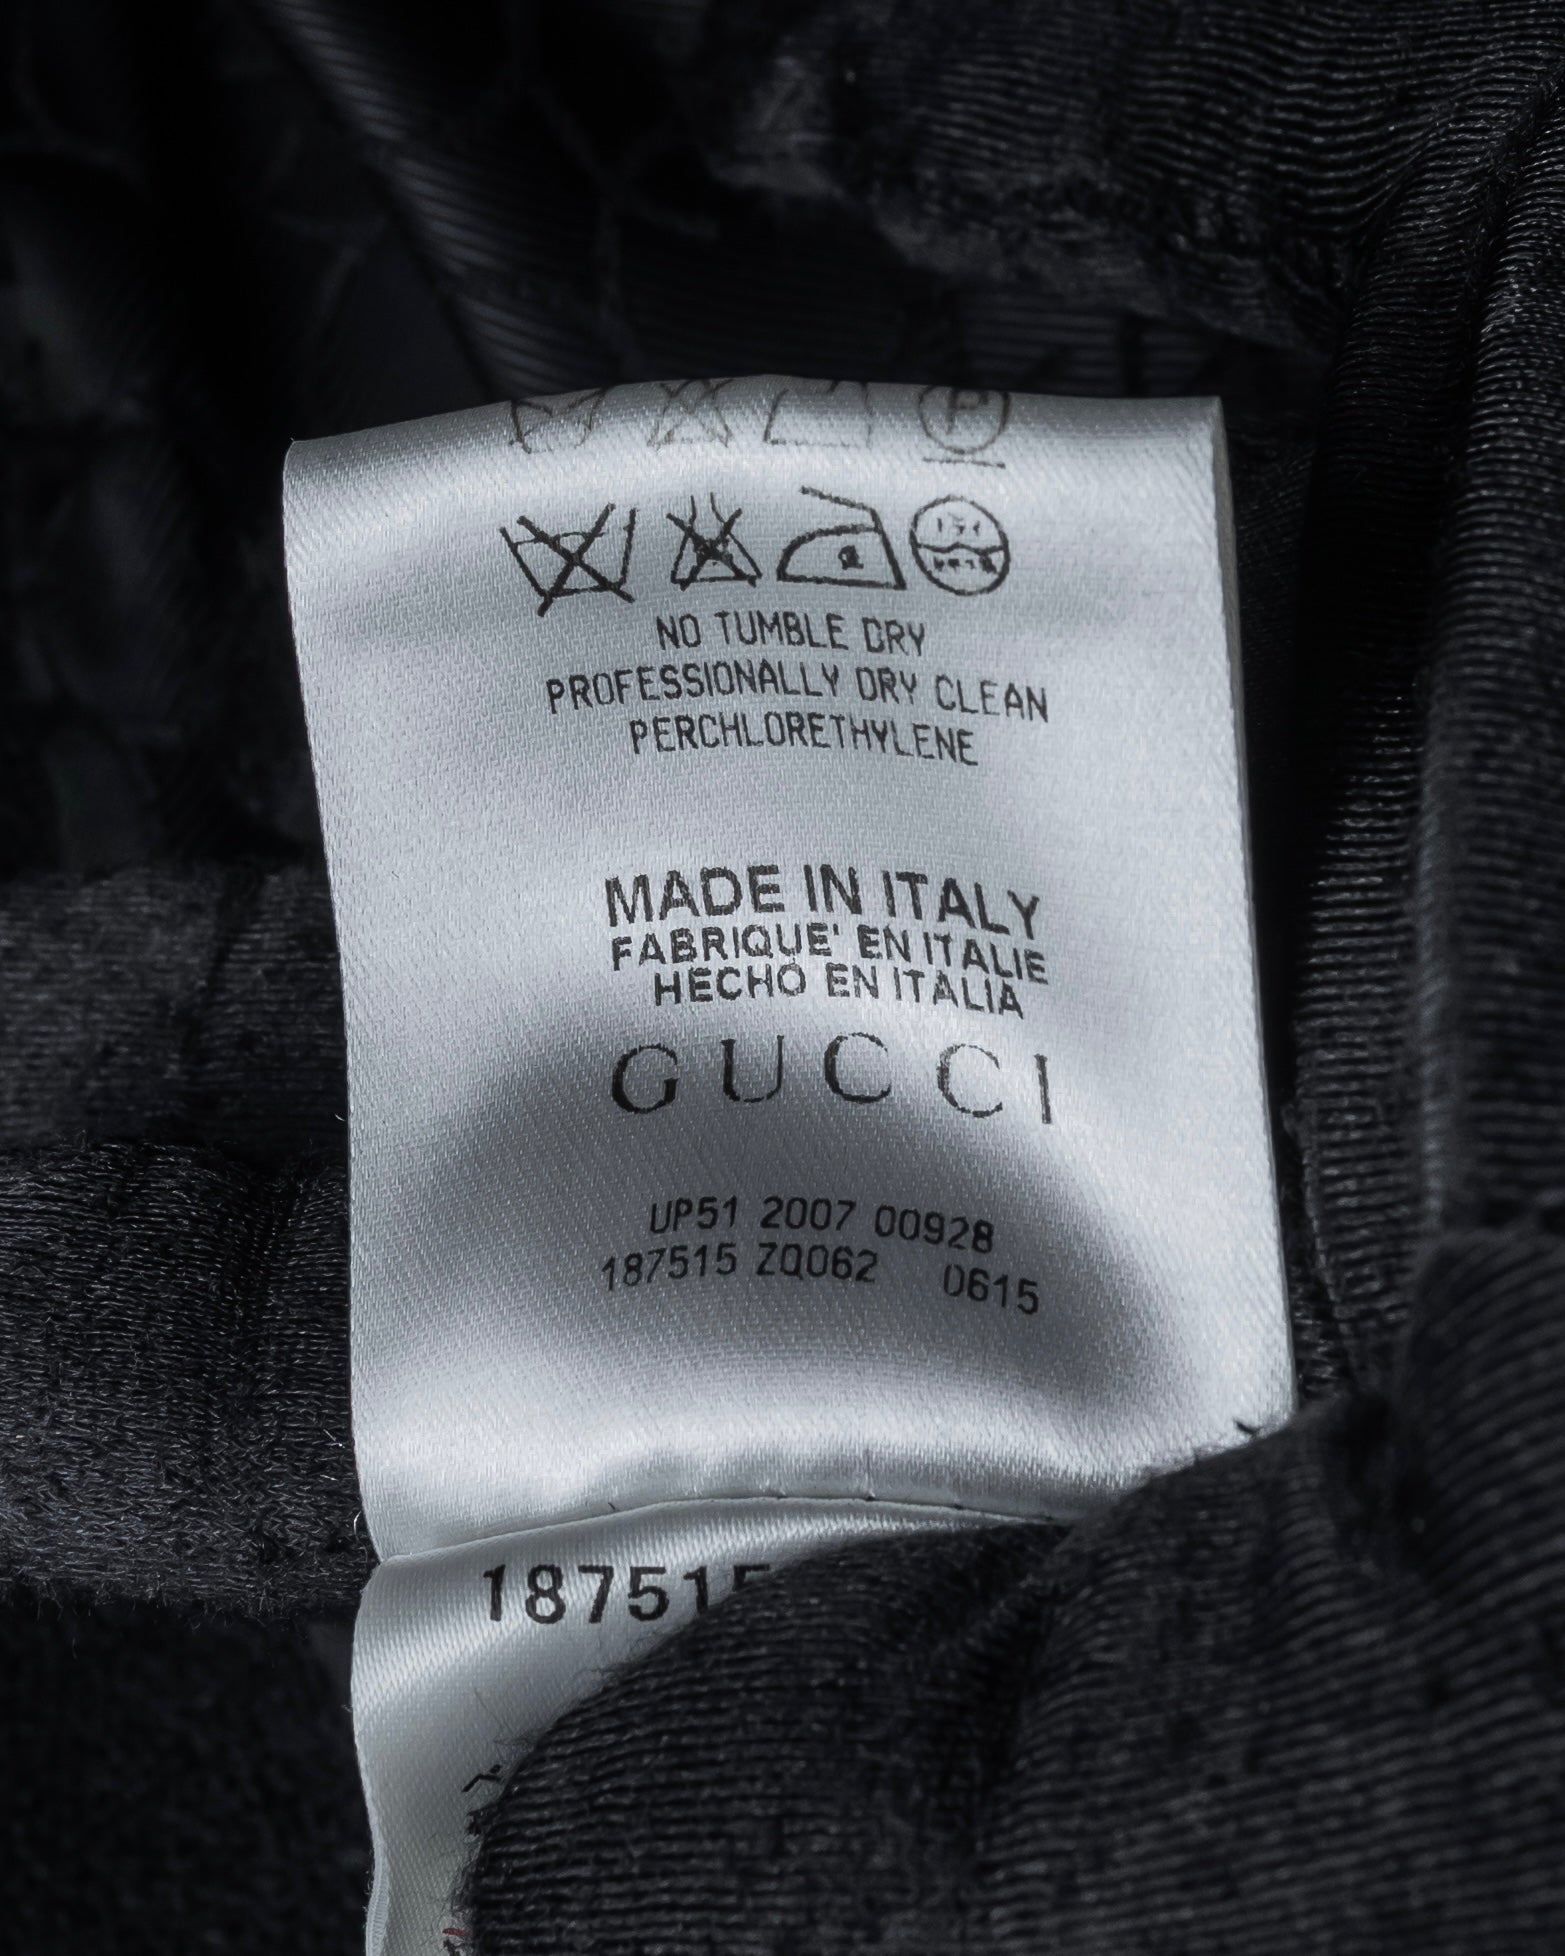 P
NO TUMBLE DRY
PROFESSIONALLY DRY CLEAN
PERCHLORETHYLENE
MADE IN ITALY
FABRIQUE' EN ITALIE
HECHO EN ITALIA
GUCCI
UP51 2007 00928
187515 ZQ062 0615
187515